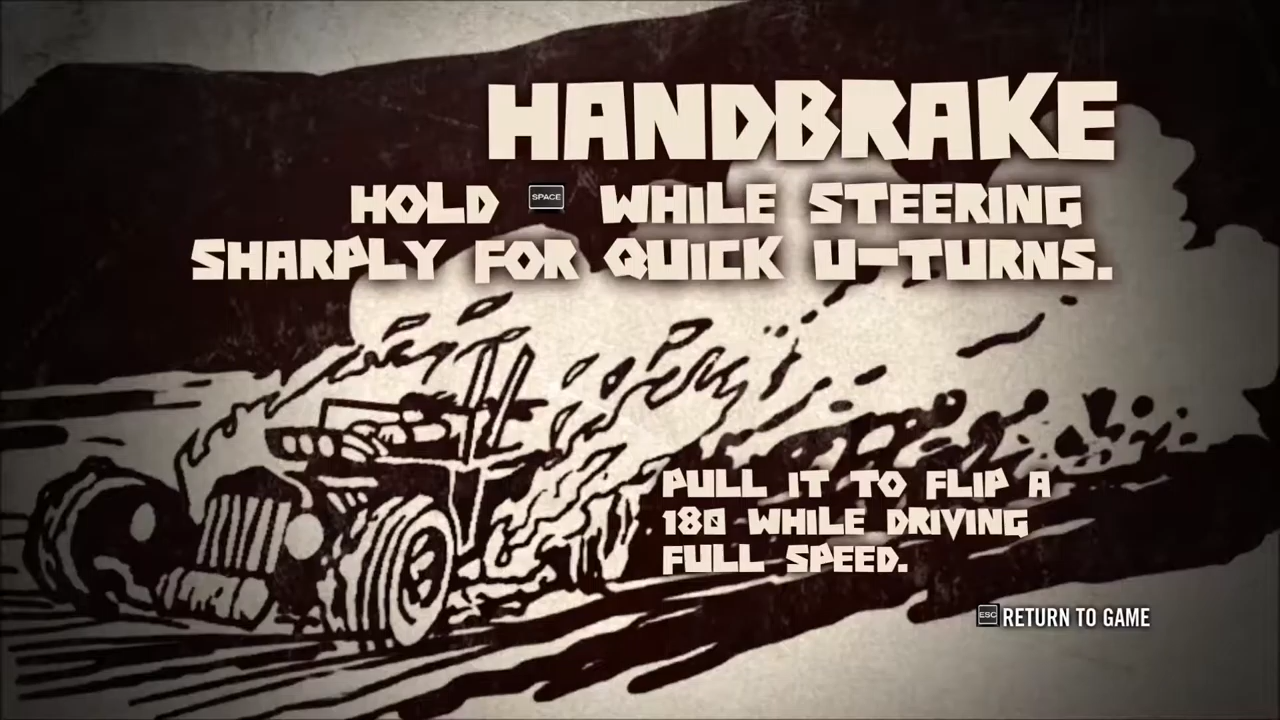 HANDBRAKE
HOLD SPACE WHILE STEERING
SHARPLY FOR QUICK U-TURNS.
PULL IT TO FLIP A
180 WHILE DRIVING
FULL SPEED.
ESC RETURN TO GAME